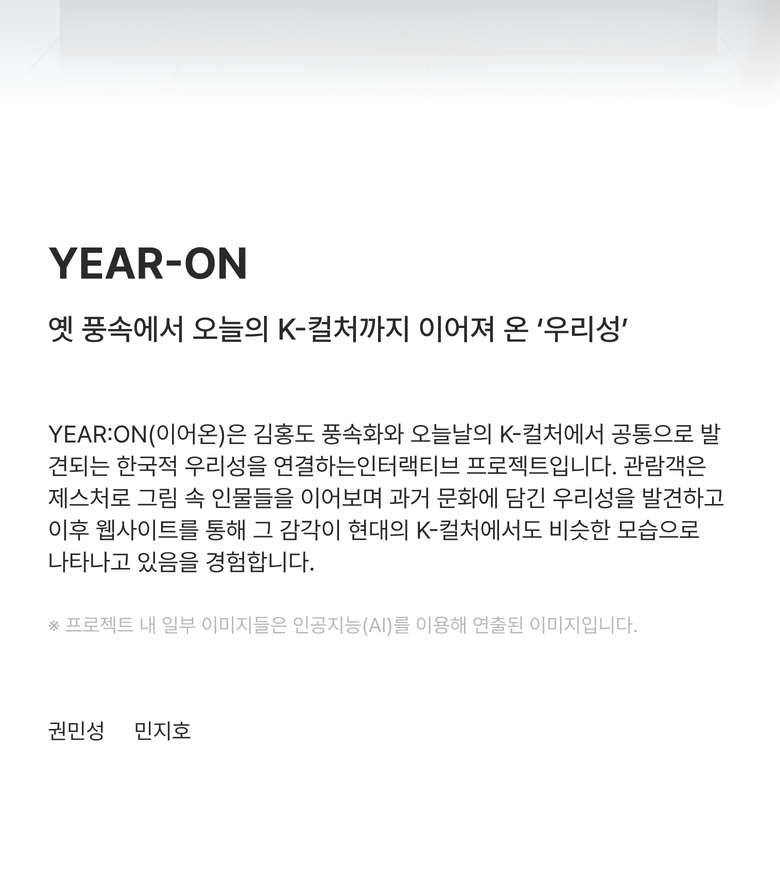 YEAR-ON
옛 풍속에서 오늘의 K-컬처까지 이어져 온 ‘우리성’
YEAR:ON(이어온)은 김홍도 풍속화와 오늘날의 K-컬처에서 공통으로 발
견되는 한국적 우리성을 연결하는인터랙티브 프로젝트입니다. 관람객은
제스처로 그림 속 인물들을 이어보며 과거 문화에 담긴 우리성을 발견하고
이후 웹사이트를 통해 그 감각이 현대의 K-컬처에서도 비슷한 모습으로
나타나고 있음을 경험합니다.
※ 프로젝트 내 일부 이미지들은 인공지능(AI)를 이용해 연출된 이미지입니다.
권민성 민지호